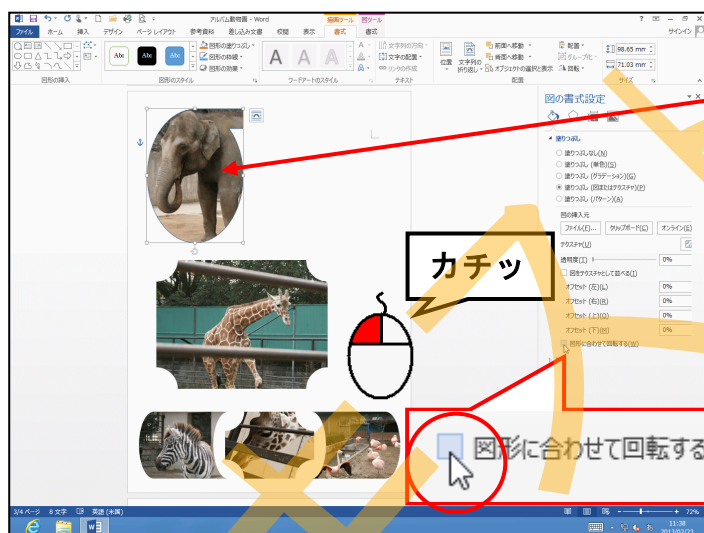 アルバム動物園 - Word
描画ツール 図ツール
ファイル ホーム 挿入 デザイン ページ レイアウト 参考資料 差し込み文書 校閲 表示 書式 書式 サインイン
Abc Abc Abc
図形の塗りつぶし
図形の枠線
図形の効果
A A A
文字列の方向
文字の配置
リンクの作成
位置 文字列の折り返し
前面へ移動
背面へ移動
オブジェクトの選択と表示
配置
グループ化
回転
98.65 mm
71.03 mm
図形の挿入 図形のスタイル ワードアートのスタイル テキスト 配置 サイズ
図の書式設定
塗りつぶし
塗りつぶしなし(N)
塗りつぶし (単色)(S)
塗りつぶし (グラデーション)(G)
塗りつぶし (図またはテクスチャ)(P)
塗りつぶし (パターン)(A)
図の挿入元
ファイル(F)... クリップボード(C) オンライン(E)
テクスチャ(U)
透明度(T) 0%
図をテクスチャとして並べる(I)
オフセット (左)(L) 0%
オフセット (右)(R) 0%
オフセット (上)(O) 0%
オフセット (下)(M) 0%
図形に合わせて回転する(W)
カチッ
図形に合わせて回転する
3/4 ページ 8 文字 英語 (米国) 72%
11:38
2013/02/23